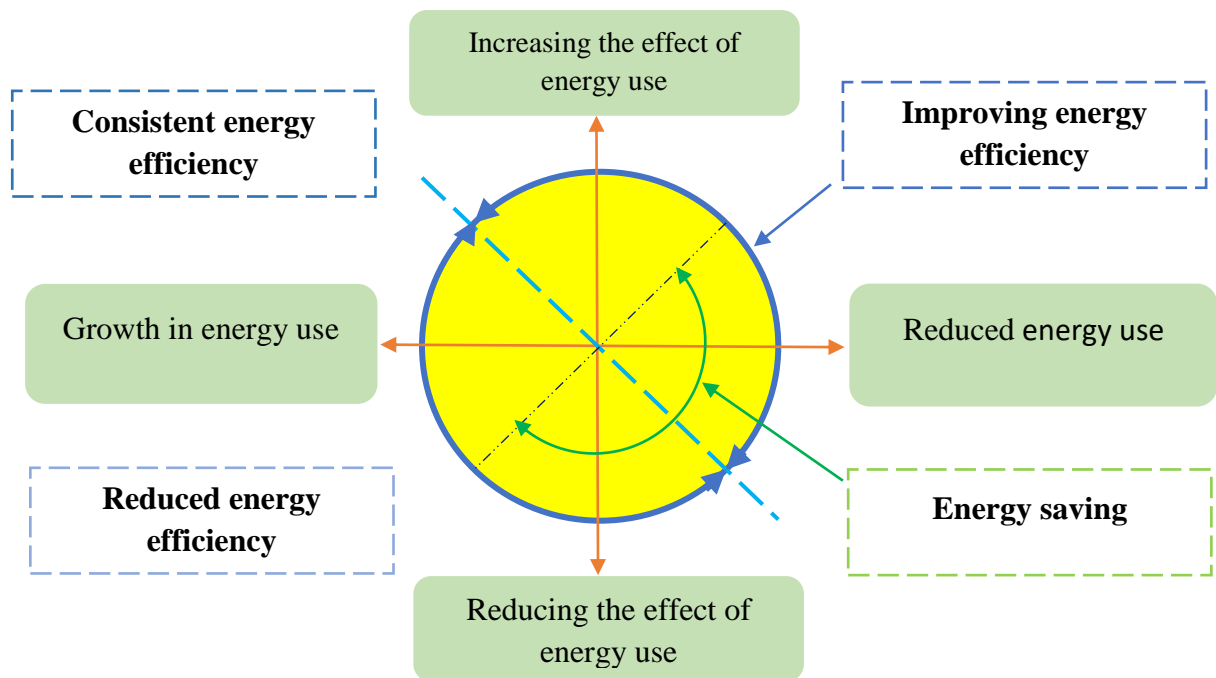 Increasing the effect of
energy use
Consistent energy
efficiency
Improving energy
efficiency
Growth in energy use
Reduced energy use
Reduced energy
efficiency
Energy saving
Reducing the effect of
energy use